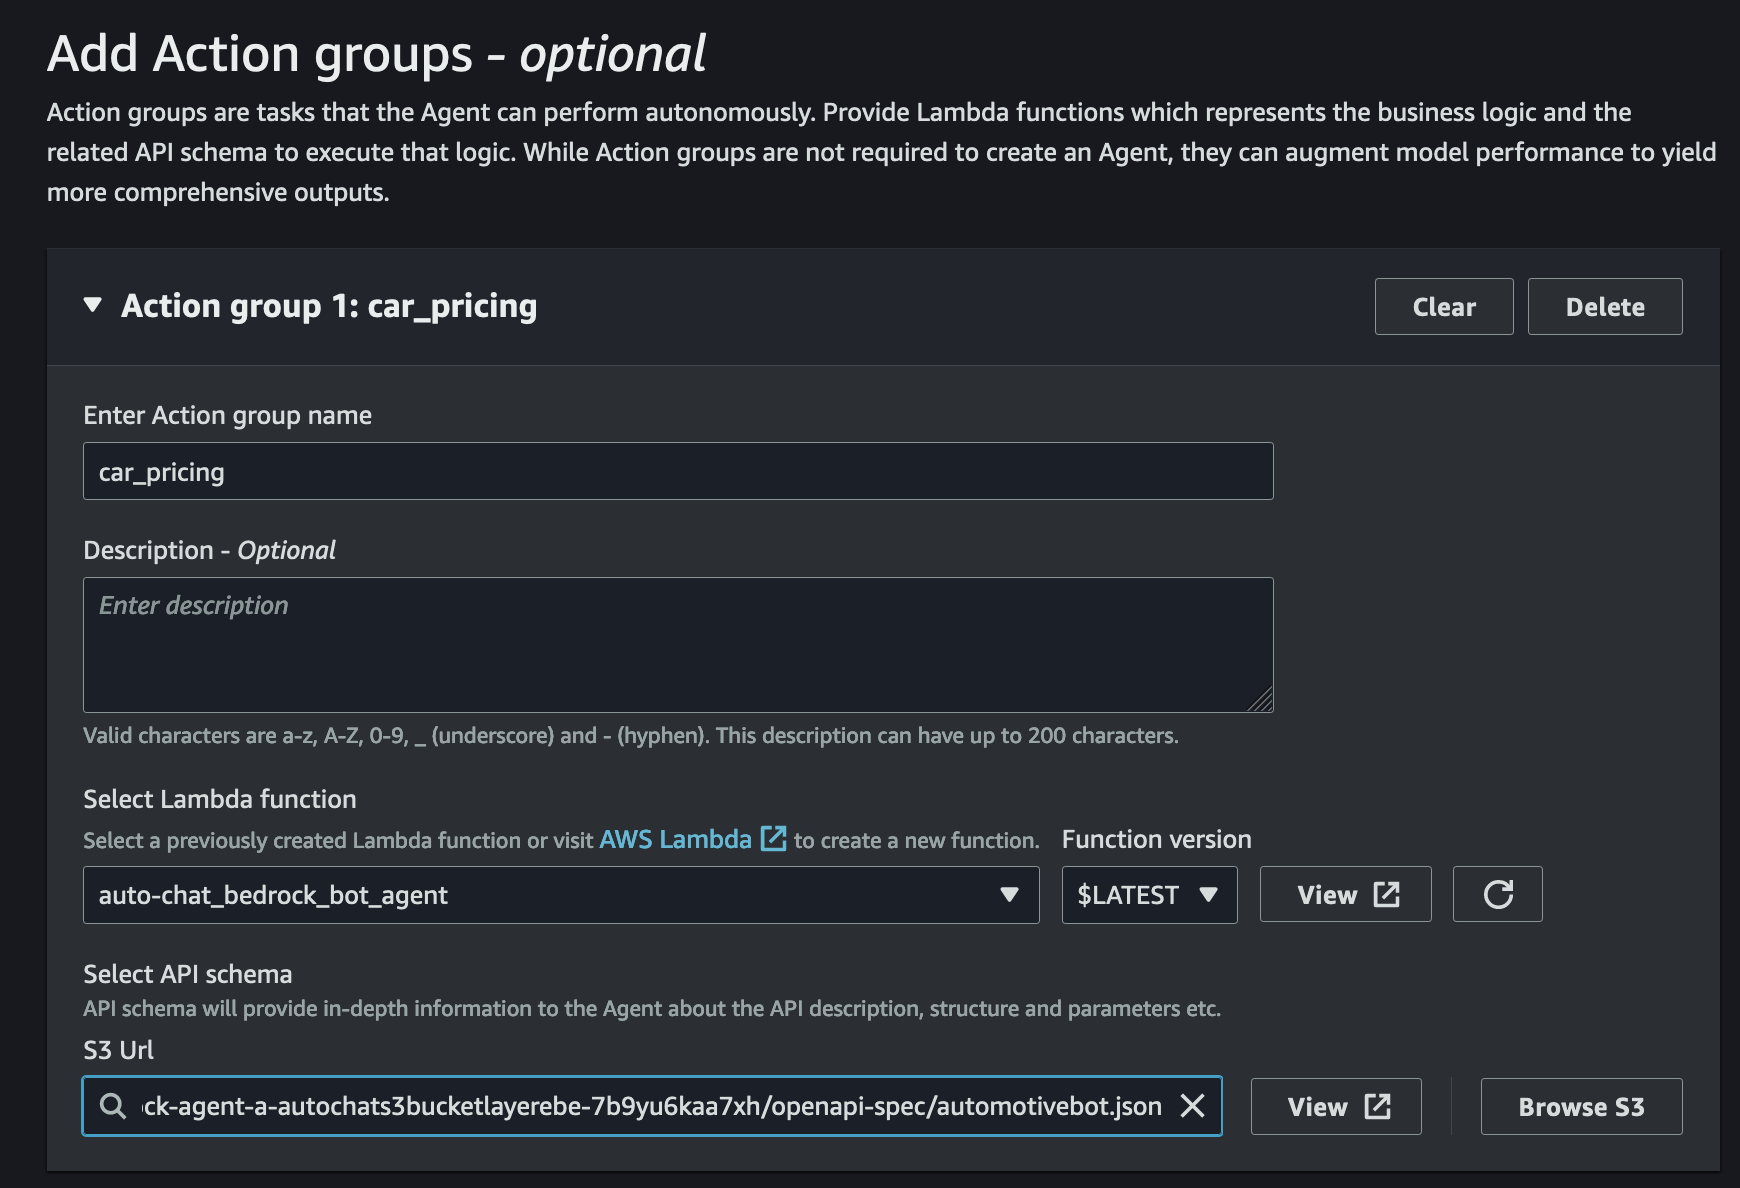 Add Action groups - optional
Action groups are tasks that the Agent can perform autonomously. Provide Lambda functions which represents the business logic and the
related API schema to execute that logic. While Action groups are not required to create an Agent, they can augment model performance to yield
more comprehensive outputs.
Action group 1: car_pricing
Clear
Delete
Enter Action group name
car_pricing
Description - Optional
Enter description
Valid characters are a-z, A-Z, 0-9, _ (underscore) and - (hyphen). This description can have up to 200 characters.
Select Lambda function
Select a previously created Lambda function or visit AWS Lambda to create a new function.
Function version
auto-chat_bedrock_bot_agent
$LATEST
View
Select API schema
API schema will provide in-depth information to the Agent about the API description, structure and parameters etc.
S3 Url
ck-agent-a-autochats3bucketlayerebe-7b9yu6kaa7xh/openapi-spec/automotivebot.json
View
Browse S3